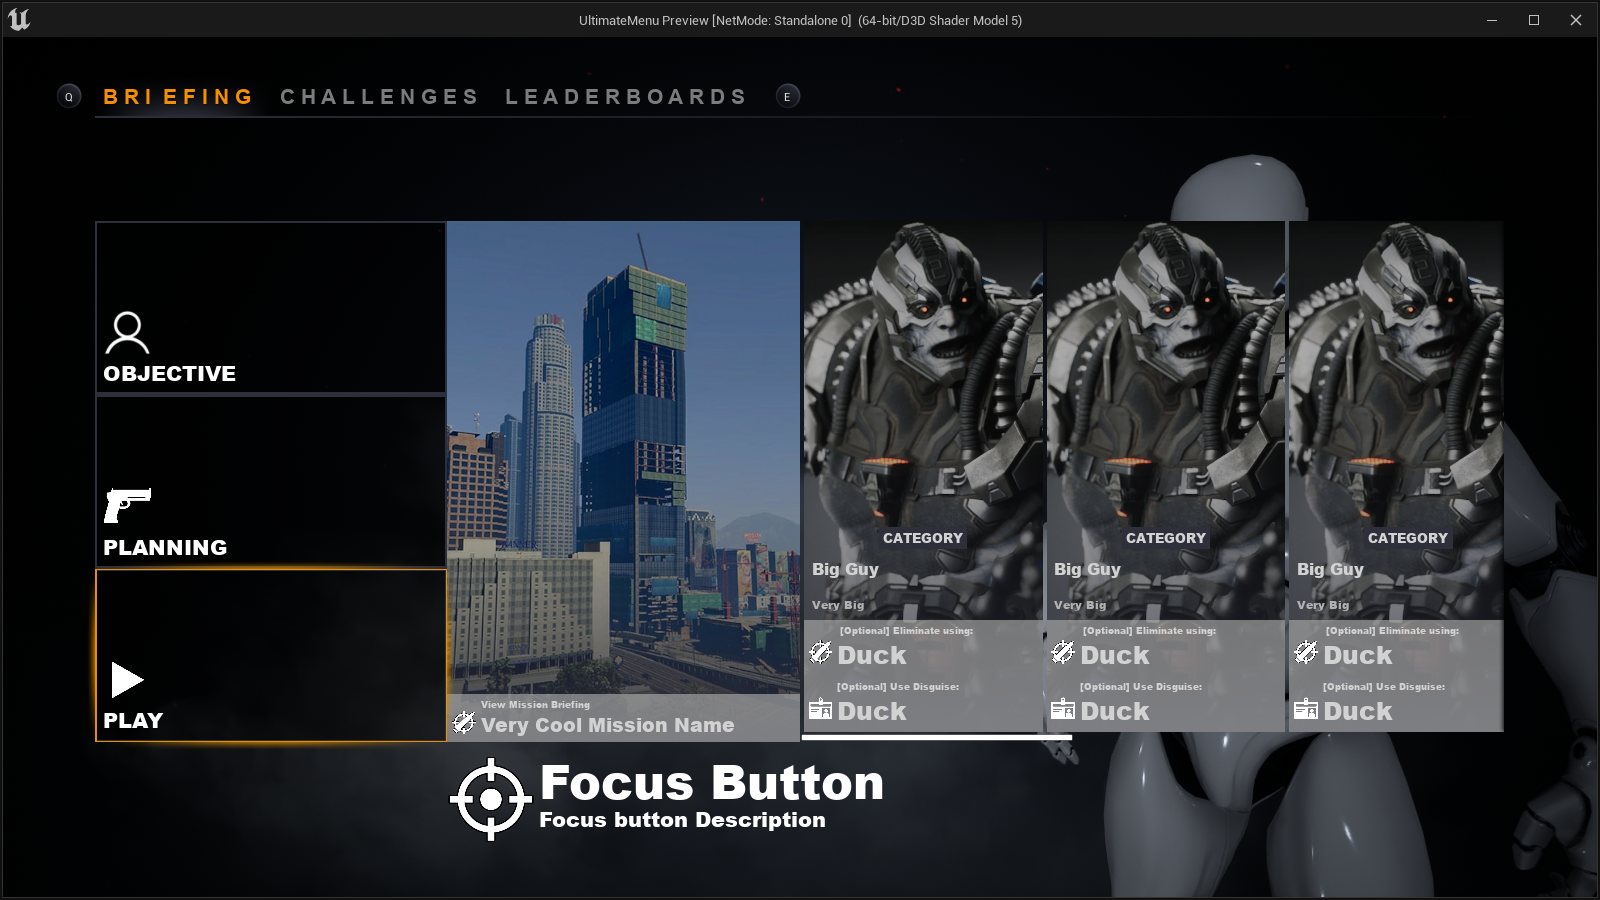 UltimateMenu Preview [NetMode: Standalone 0] (64-bit/D3D Shader Model 5)
Q BRIEFING CHALLENGES LEADERBOARDS E
OBJECTIVE
PLANNING
PLAY
View Mission Briefing
Very Cool Mission Name
CATEGORY
Big Guy
Very Big
[Optional] Eliminate using:
Duck
[Optional] Use Disguise:
Duck
CATEGORY
Big Guy
Very Big
[Optional] Eliminate using:
Duck
[Optional] Use Disguise:
Duck
CATEGORY
Big Guy
Very Big
[Optional] Eliminate using:
Duck
[Optional] Use Disguise:
Duck
Focus Button
Focus button Description